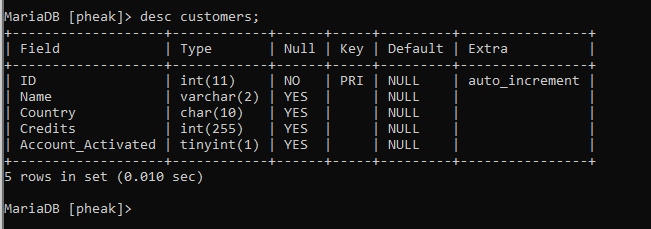 MariaDB [pheak]> desc customers;
+-------------------+------------+------+-----+---------+----------------+
| Field             | Type       | Null | Key | Default | Extra          |
+-------------------+------------+------+-----+---------+----------------+
| ID                | int(11)    | NO   | PRI | NULL    | auto_increment |
| Name              | varchar(2) | YES  |     | NULL    |                |
| Country           | char(10)   | YES  |     | NULL    |                |
| Credits           | int(255)   | YES  |     | NULL    |                |
| Account_Activated | tinyint(1) | YES  |     | NULL    |                |
+-------------------+------------+------+-----+---------+----------------+
5 rows in set (0.010 sec)
MariaDB [pheak]>